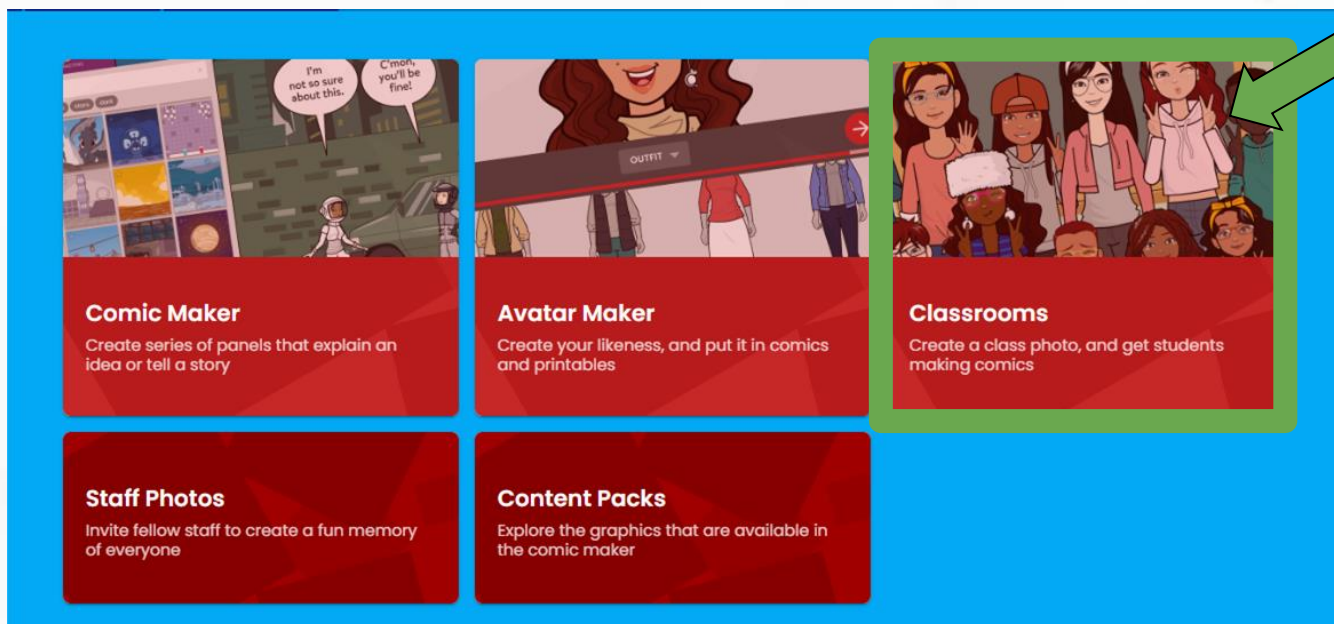 I'm
not so sure
about this.
C'mon,
you'll be
fine!
OUTFIT
Comic Maker
Create series of panels that explain an
idea or tell a story
Avatar Maker
Create your likeness, and put it in comics
and printables
Classrooms
Create a class photo, and get students
making comics
Staff Photos
Invite fellow staff to create a fun memory
of everyone
Content Packs
Explore the graphics that are available in
the comic maker